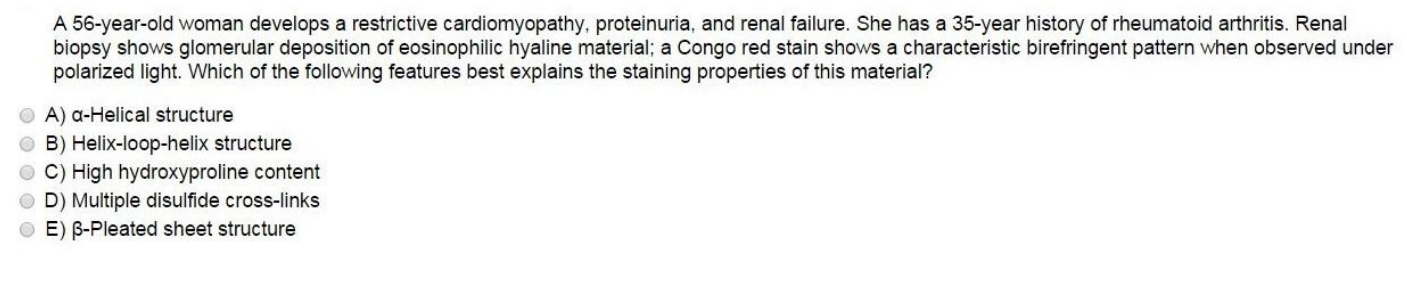 A 56-year-old woman develops a restrictive cardiomyopathy, proteinuria, and renal failure. She has a 35-year history of rheumatoid arthritis. Renal
biopsy shows glomerular deposition of eosinophilic hyaline material; a Congo red stain shows a characteristic birefringent pattern when observed under
polarized light. Which of the following features best explains the staining properties of this material?
A) α-Helical structure
B) Helix-loop-helix structure
C) High hydroxyproline content
D) Multiple disulfide cross-links
E) β-Pleated sheet structure